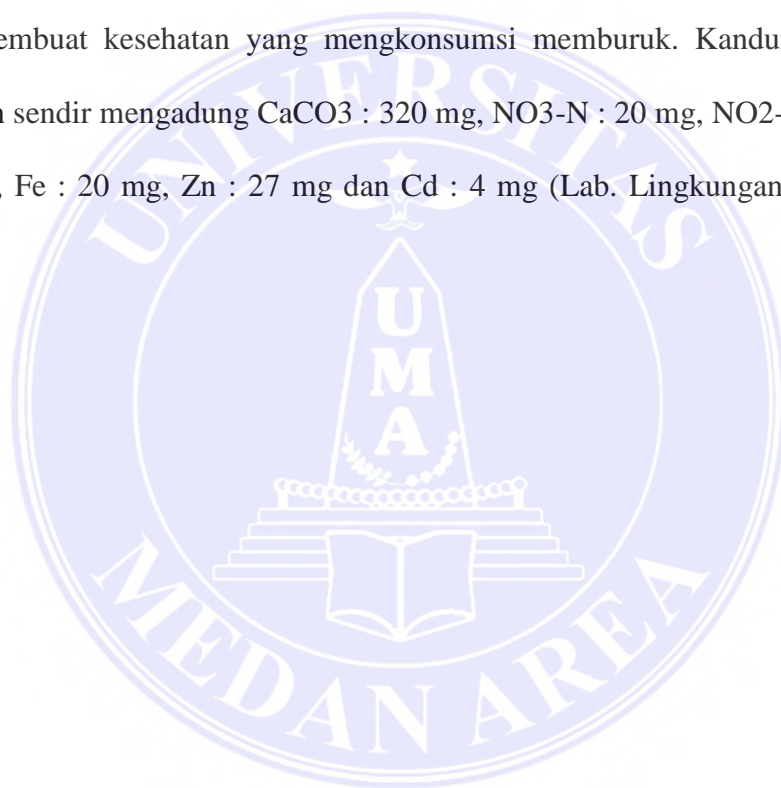 embuat kesehatan yang mengkonsumsi memburuk. Kandu
sendir mengadung CaCO3 : 320 mg, NO3-N : 20 mg, NO2-
, Fe : 20 mg, Zn : 27 mg dan Cd : 4 mg (Lab. Lingkungan
UNIVERSITAS
U
M
A
MEDAN AREA